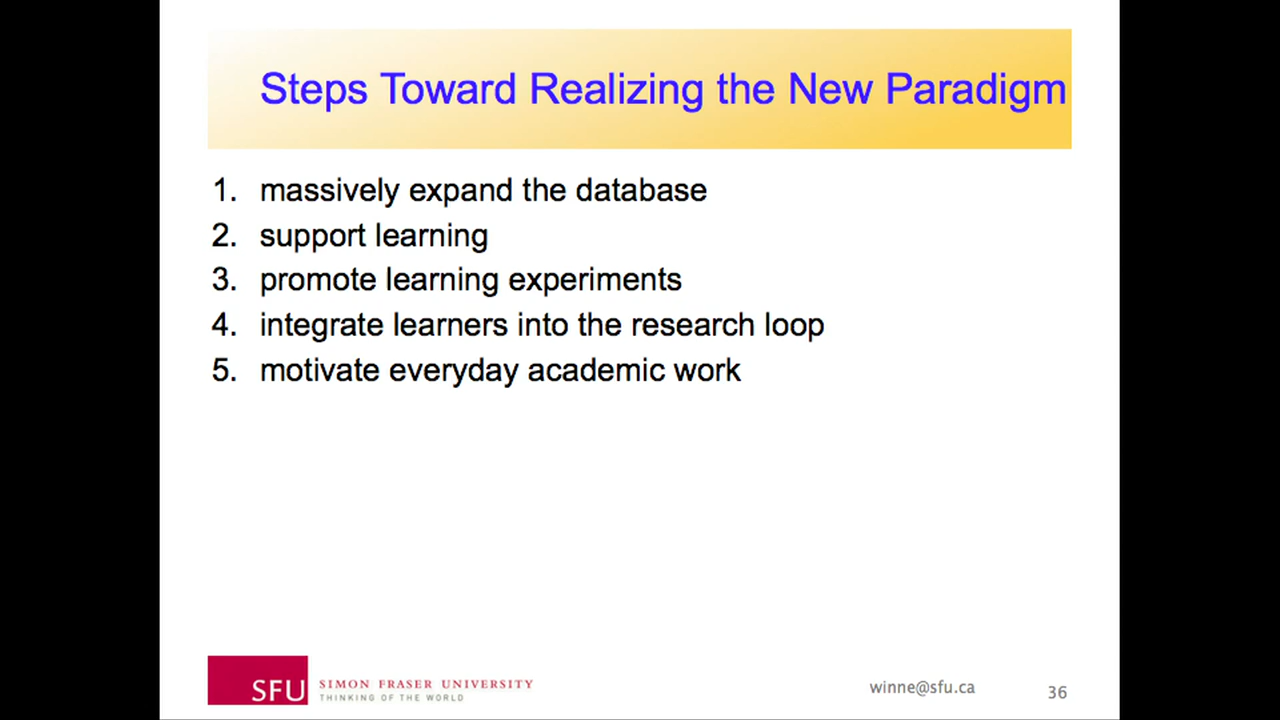 Steps Toward Realizing the New Paradigm
1. massively expand the database
2. support learning
3. promote learning experiments
4. integrate learners into the research loop
5. motivate everyday academic work
SFU
SIMON FRASER UNIVERSITY
THINKING OF THE WORLD
winne@sfu.ca
36